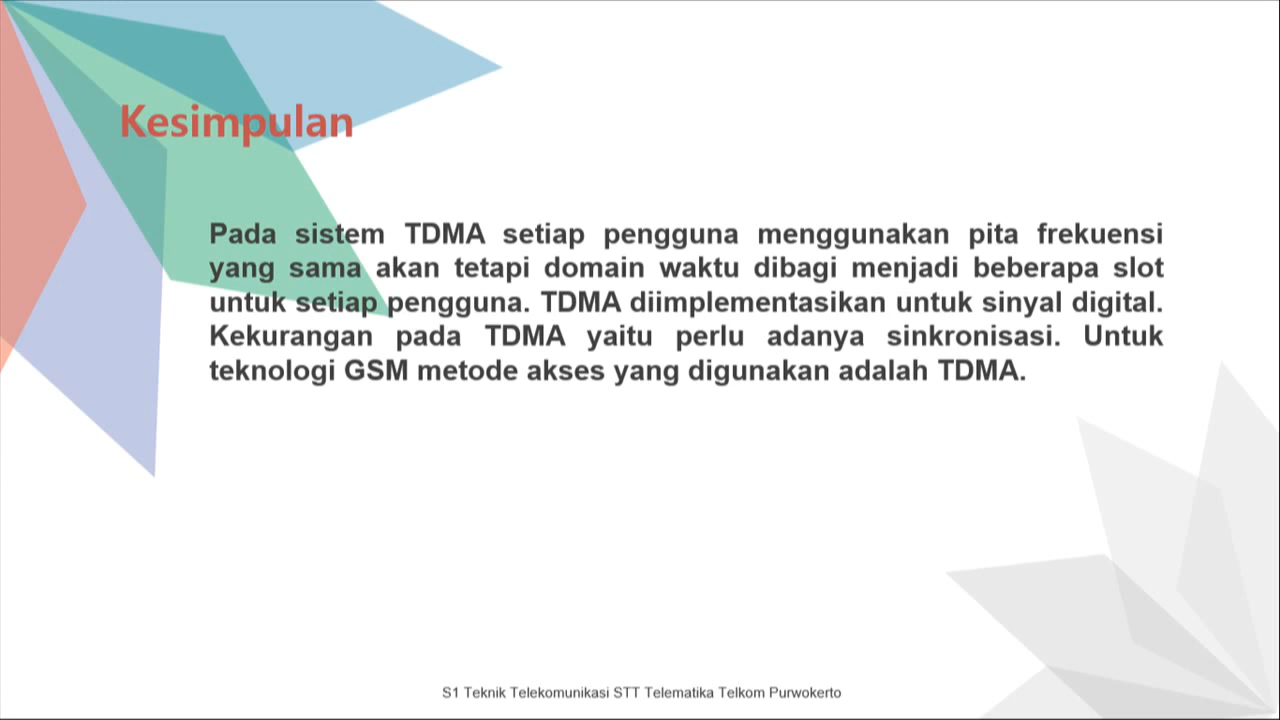 Kesimpulan
Pada sistem TDMA setiap pengguna menggunakan pita frekuensi
yang sama akan tetapi domain waktu dibagi menjadi beberapa slot
untuk setiap pengguna. TDMA diimplementasikan untuk sinyal digital.
Kekurangan pada TDMA yaitu perlu adanya sinkronisasi. Untuk
teknologi GSM metode akses yang digunakan adalah TDMA.
S1 Teknik Telekomunikasi STT Telematika Telkom Purwokerto